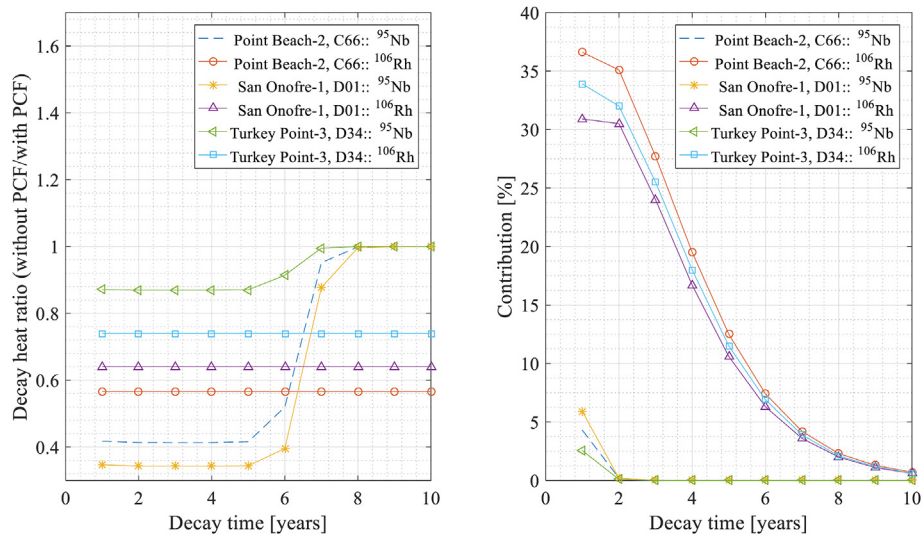 Decay heat ratio (without PCF/with PCF)
1.6
1.4
1.2
1
0.8
0.6
0.4
0 2 4 6 8 10
Decay time [years]
Point Beach-2, C66:: ⁹⁵Nb
Point Beach-2, C66:: ¹⁰⁶Rh
San Onofre-1, D01:: ⁹⁵Nb
San Onofre-1, D01:: ¹⁰⁶Rh
Turkey Point-3, D34:: ⁹⁵Nb
Turkey Point-3, D34:: ¹⁰⁶Rh
Contribution [%]
40
35
30
25
20
15
10
5
0
0 2 4 6 8 10
Decay time [years]
Point Beach-2, C66:: ⁹⁵Nb
Point Beach-2, C66:: ¹⁰⁶Rh
San Onofre-1, D01:: ⁹⁵Nb
San Onofre-1, D01:: ¹⁰⁶Rh
Turkey Point-3, D34:: ⁹⁵Nb
Turkey Point-3, D34:: ¹⁰⁶Rh